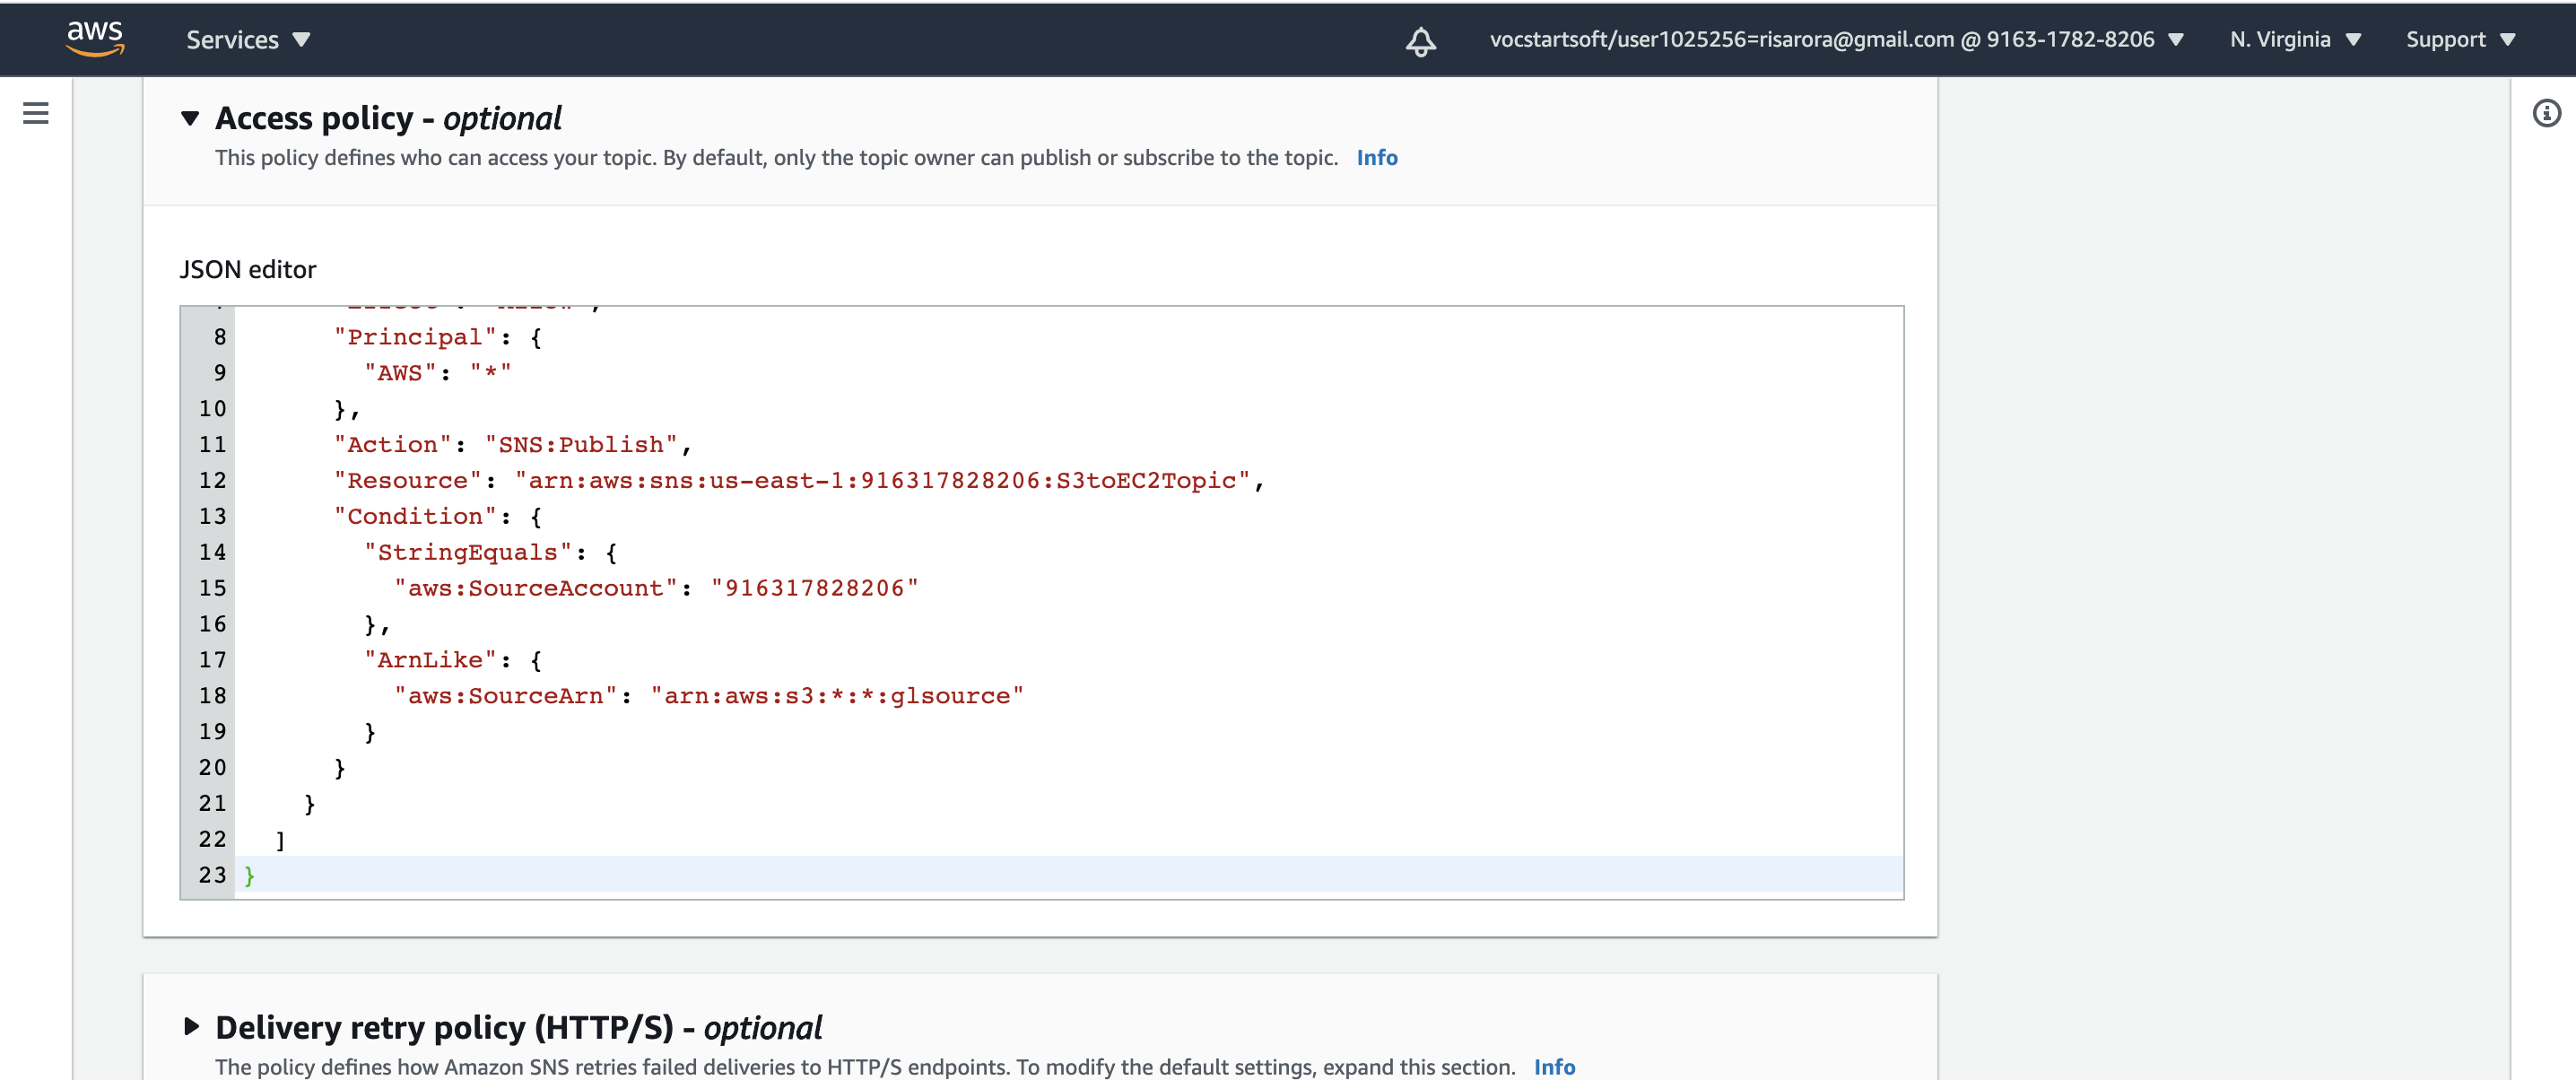 aws Services vocstartsoft/user1025256=risarora@gmail.com @ 9163-1782-8206 N. Virginia Support
Access policy - optional
This policy defines who can access your topic. By default, only the topic owner can publish or subscribe to the topic. Info
JSON editor
8 "Principal": {
9 "AWS": "*"
10 },
11 "Action": "SNS:Publish",
12 "Resource": "arn:aws:sns:us-east-1:916317828206:S3toEC2Topic",
13 "Condition": {
14 "StringEquals": {
15 "aws:SourceAccount": "916317828206"
16 },
17 "ArnLike": {
18 "aws:SourceArn": "arn:aws:s3:*:*:glsource"
19 }
20 }
21 }
22 ]
23 }
Delivery retry policy (HTTP/S) - optional
The policy defines how Amazon SNS retries failed deliveries to HTTP/S endpoints. To modify the default settings, expand this section. Info